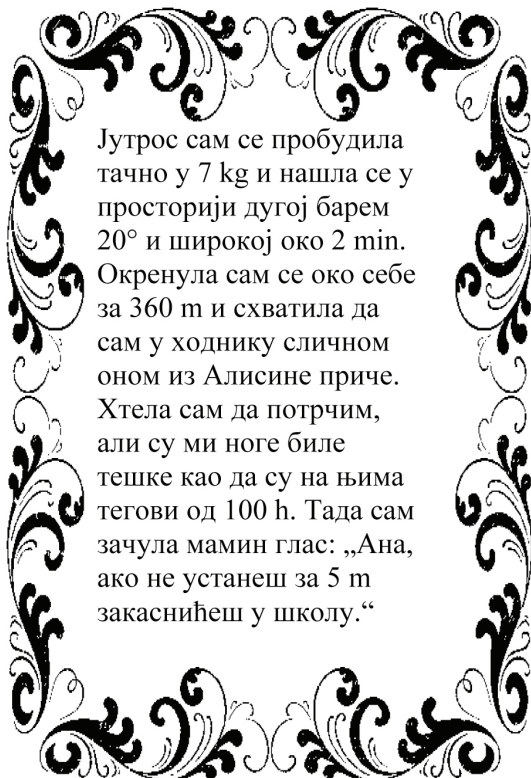 Јутрос сам се пробудила
тачно у 7 kg и нашла се у
просторији дугој барем
20° и широкој око 2 min.
Окренула сам се око себе
за 360 m и схватила да
сам у ходнику сличном
оном из Алисине приче.
Хтела сам да потрчим,
али су ми ноге биле
тешке као да су на њима
тегови од 100 h. Тада сам
зачула мамин глас: „Ана,
ако не устанеш за 5 m
закаснићеш у школу.“